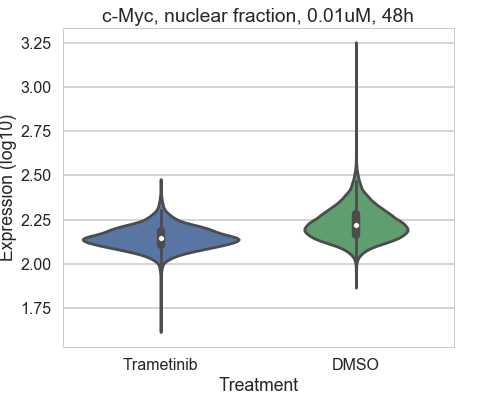 c-Myc, nuclear fraction, 0.01uM, 48h
Expression (log10)
3.25
3.00
2.75
2.50
2.25
2.00
1.75
Trametinib
DMSO
Treatment